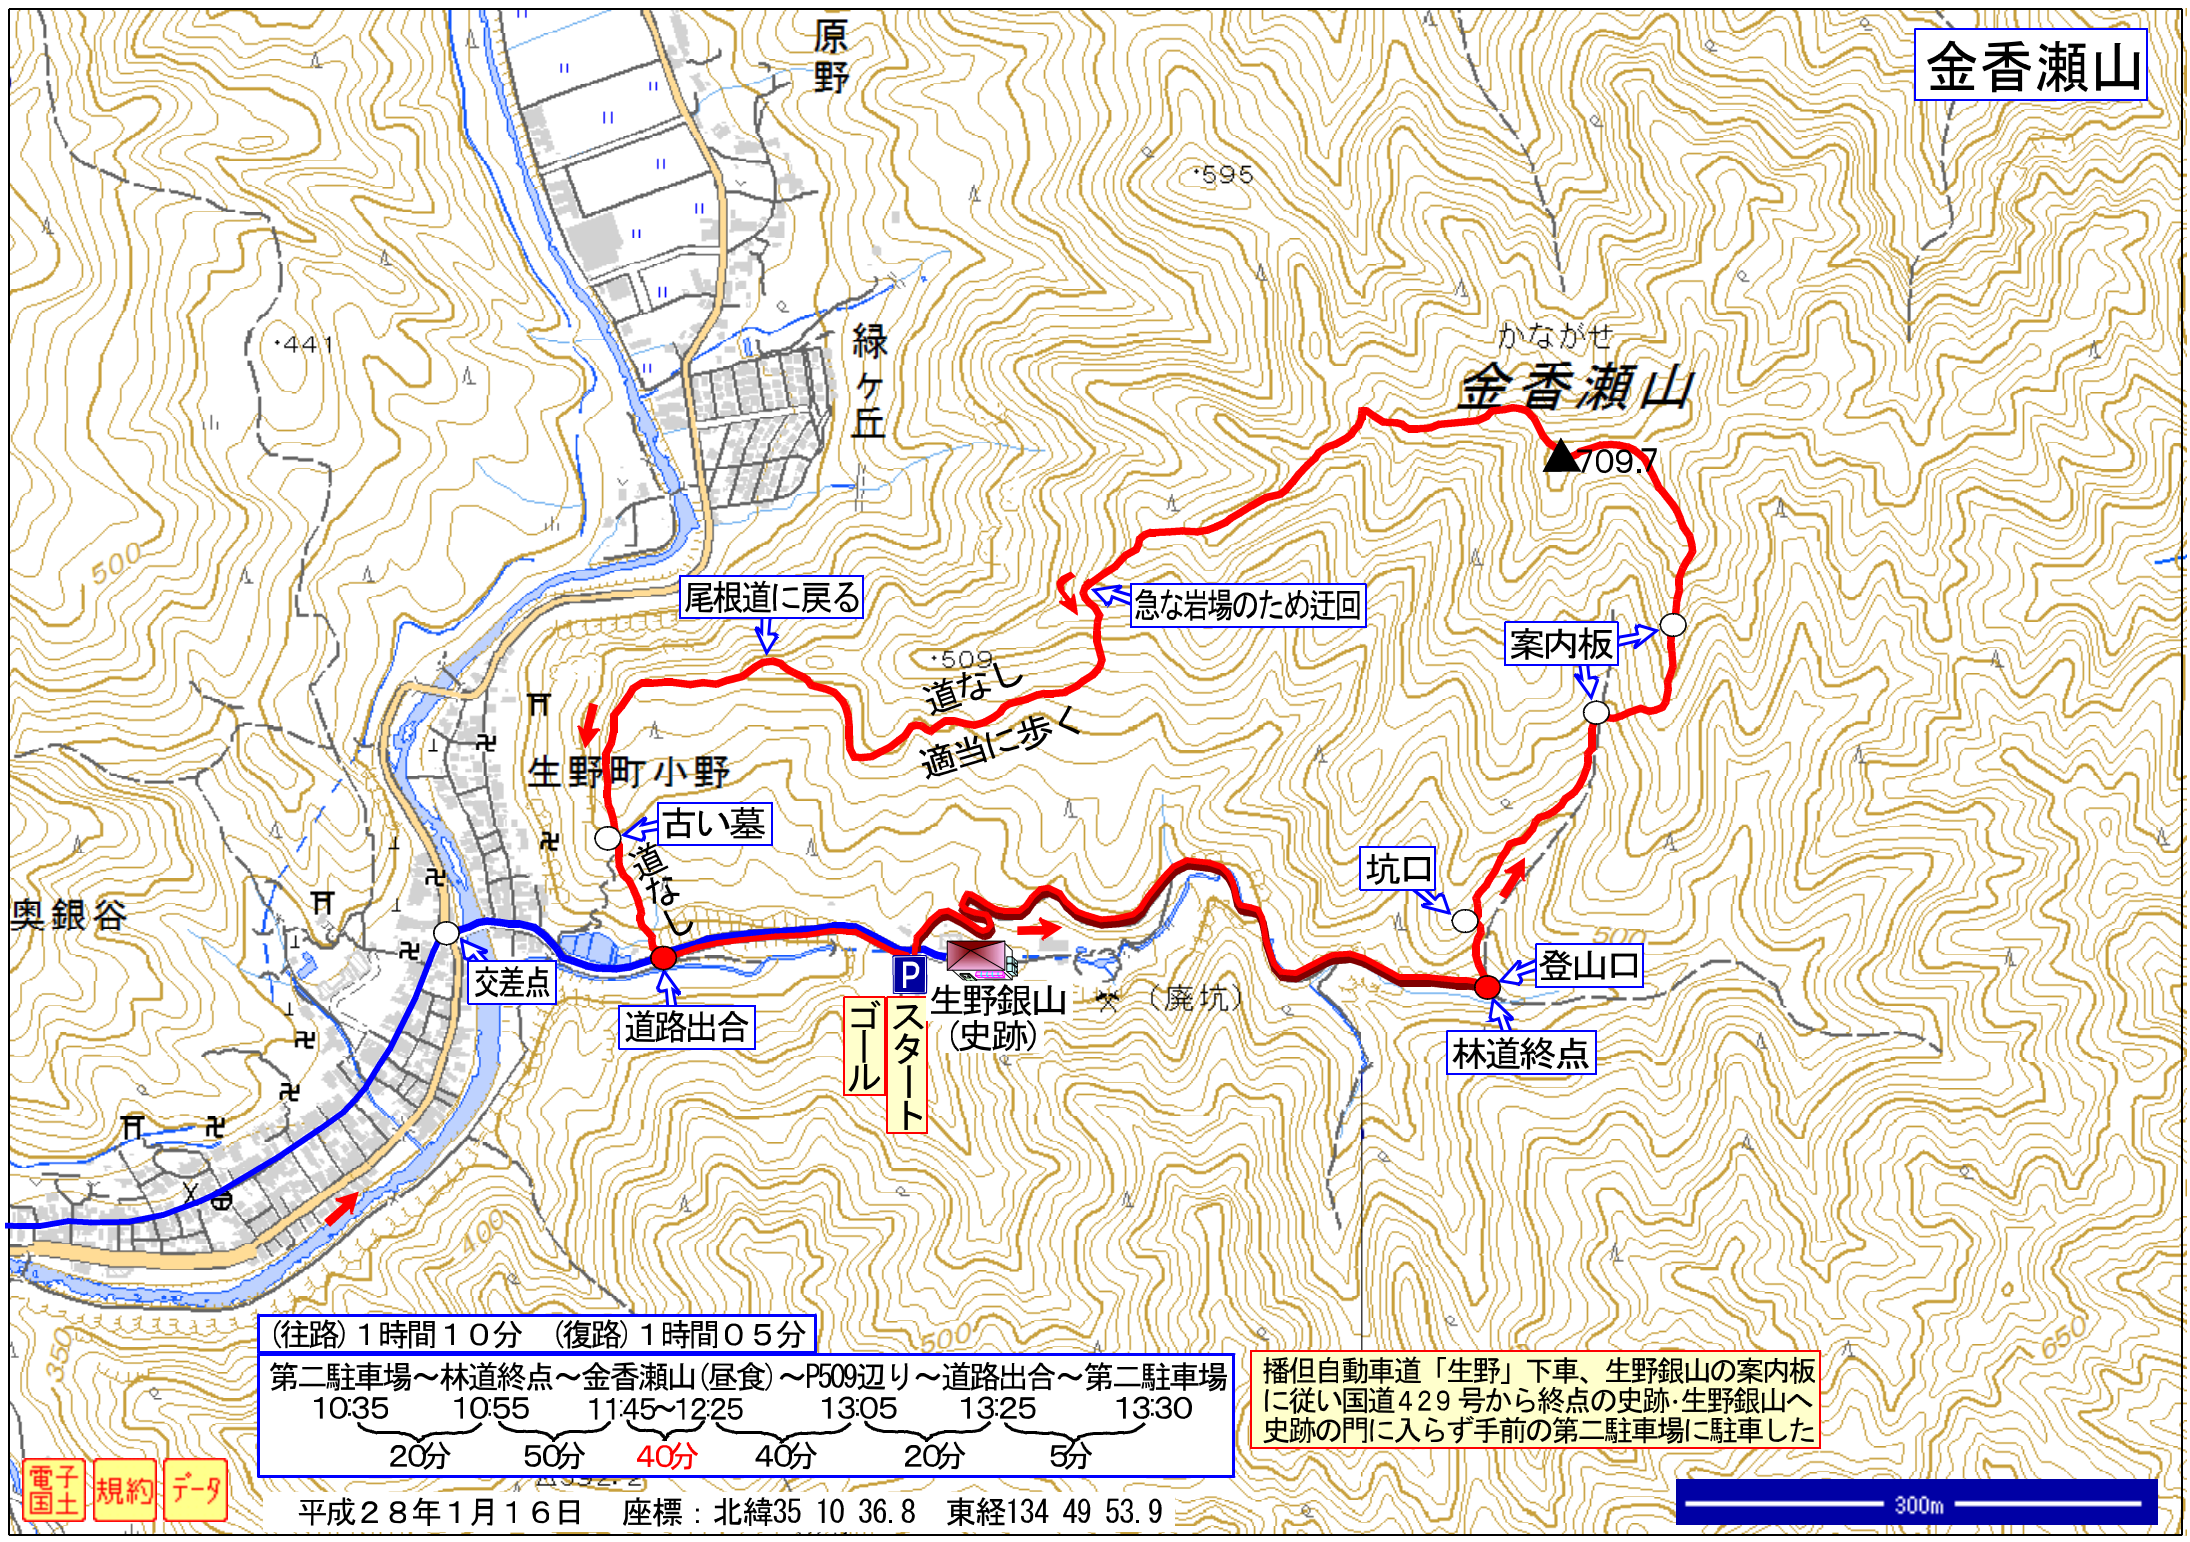 金香瀬山
原野
595
441
緑ヶ丘
かながせ
金香瀬山
709.7
500
尾根道に戻る
急な岩場のため迂回
509
道なし
適当に歩く
案内板
生野町小野
古い墓
道なし
坑口
奥銀谷
500
登山口
交差点
P
道路出合
生野銀山
(史跡)
(廃坑)
林道終点
ゴール
スタート
400
350
500
650
(往路)1時間10分 (復路)1時間05分
第二駐車場～林道終点～金香瀬山(昼食)～P509辺り～道路出合～第二駐車場
10:35 10:55 11:45～12:25 13:05 13:25 13:30
20分 50分 40分 40分 20分 5分
播但自動車道「生野」下車、生野銀山の案内板
に従い国道429号から終点の史跡・生野銀山へ
史跡の門に入らず手前の第二駐車場に駐車した
電子国土
規約
データ
平成28年1月16日 座標：北緯35 10 36.8 東経134 49 53.9
300m